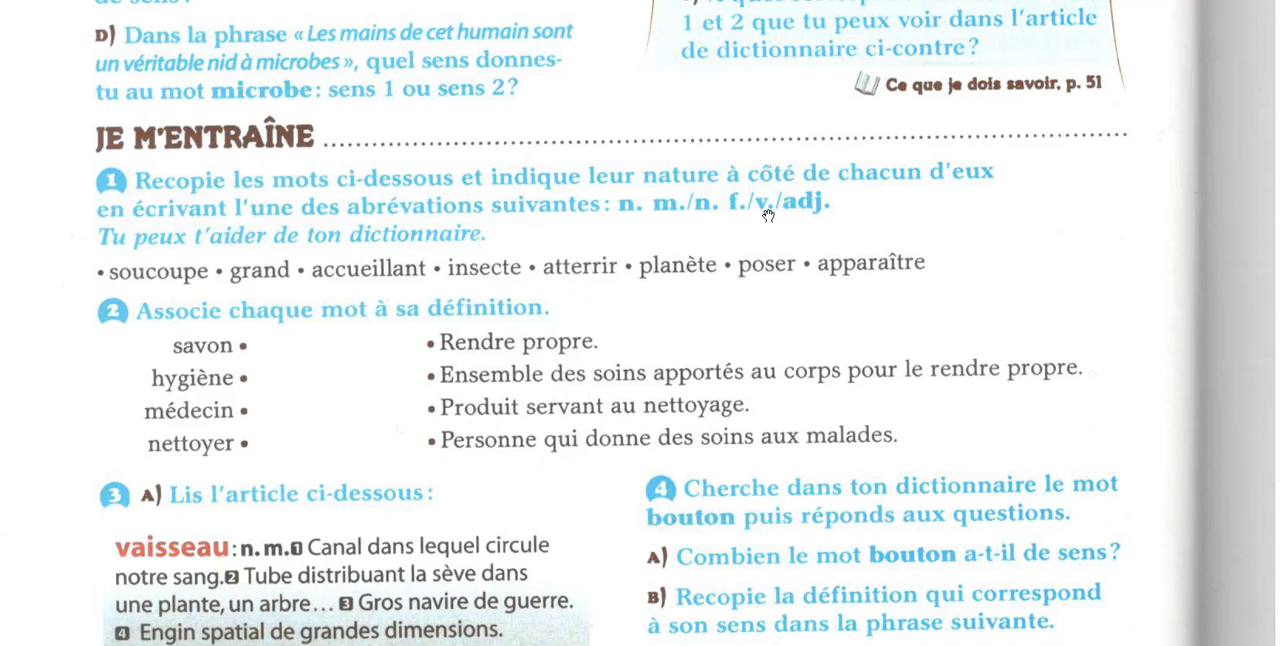 de sens?
D) Dans la phrase « Les mains de cet humain sont
un véritable nid à microbes », quel sens donnes-
tu au mot microbe : sens 1 ou sens 2 ?
1 et 2 que tu peux voir dans l'article
de dictionnaire ci-contre ?
Ce que je dois savoir, p. 51
JE M'ENTRAÎNE
1 Recopie les mots ci-dessous et indique leur nature à côté de chacun d'eux
en écrivant l'une des abrévations suivantes : n. m./n. f./v./adj.
Tu peux t'aider de ton dictionnaire.
• soucoupe • grand • accueillant • insecte • atterrir • planète • poser • apparaître
2 Associe chaque mot à sa définition.
savon • • Rendre propre.
hygiène • • Ensemble des soins apportés au corps pour le rendre propre.
médecin • • Produit servant au nettoyage.
nettoyer • • Personne qui donne des soins aux malades.
3 A) Lis l'article ci-dessous :
vaisseau : n. m. 1 Canal dans lequel circule
notre sang. 2 Tube distribuant la sève dans
une plante, un arbre... 3 Gros navire de guerre.
4 Engin spatial de grandes dimensions.
4 Cherche dans ton dictionnaire le mot
bouton puis réponds aux questions.
A) Combien le mot bouton a-t-il de sens ?
B) Recopie la définition qui correspond
à son sens dans la phrase suivante.